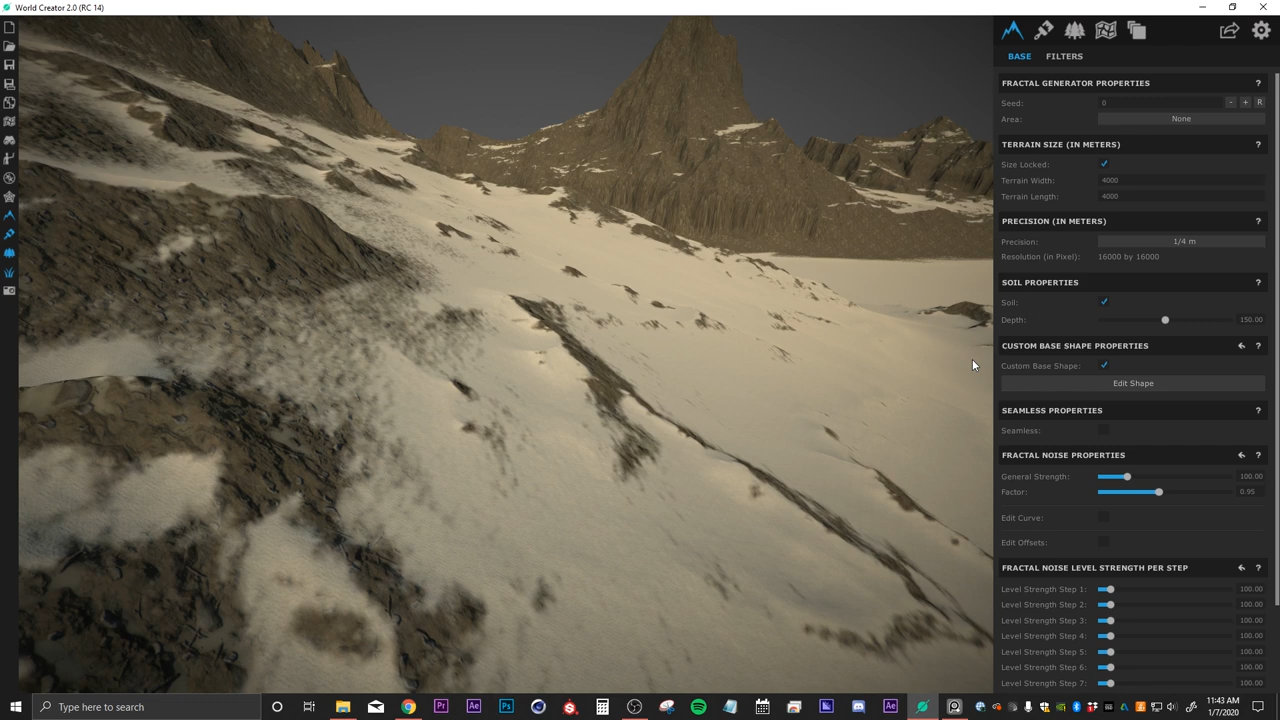 World Creator 2.0 (RC 14)
BASE FILTERS
FRACTAL GENERATOR PROPERTIES ?
Seed: 0 - + R
Area: None
TERRAIN SIZE (IN METERS) ?
Size Locked:
Terrain Width: 4000
Terrain Length: 4000
PRECISION (IN METERS) ?
Precision: 1/4 m
Resolution (in Pixel): 16000 by 16000
SOIL PROPERTIES ?
Soil:
Depth: 150.00
CUSTOM BASE SHAPE PROPERTIES ?
Custom Base Shape:
Edit Shape
SEAMLESS PROPERTIES ?
Seamless:
FRACTAL NOISE PROPERTIES ?
General Strength: 100.00
Factor: 0.95
Edit Curve:
Edit Offsets:
FRACTAL NOISE LEVEL STRENGTH PER STEP ?
Level Strength Step 1: 100.00
Level Strength Step 2: 100.00
Level Strength Step 3: 100.00
Level Strength Step 4: 100.00
Level Strength Step 5: 100.00
Level Strength Step 6: 100.00
Level Strength Step 7: 100.00
Type here to search Pr Ae Ps Ae 11:43 AM
1/7/2020